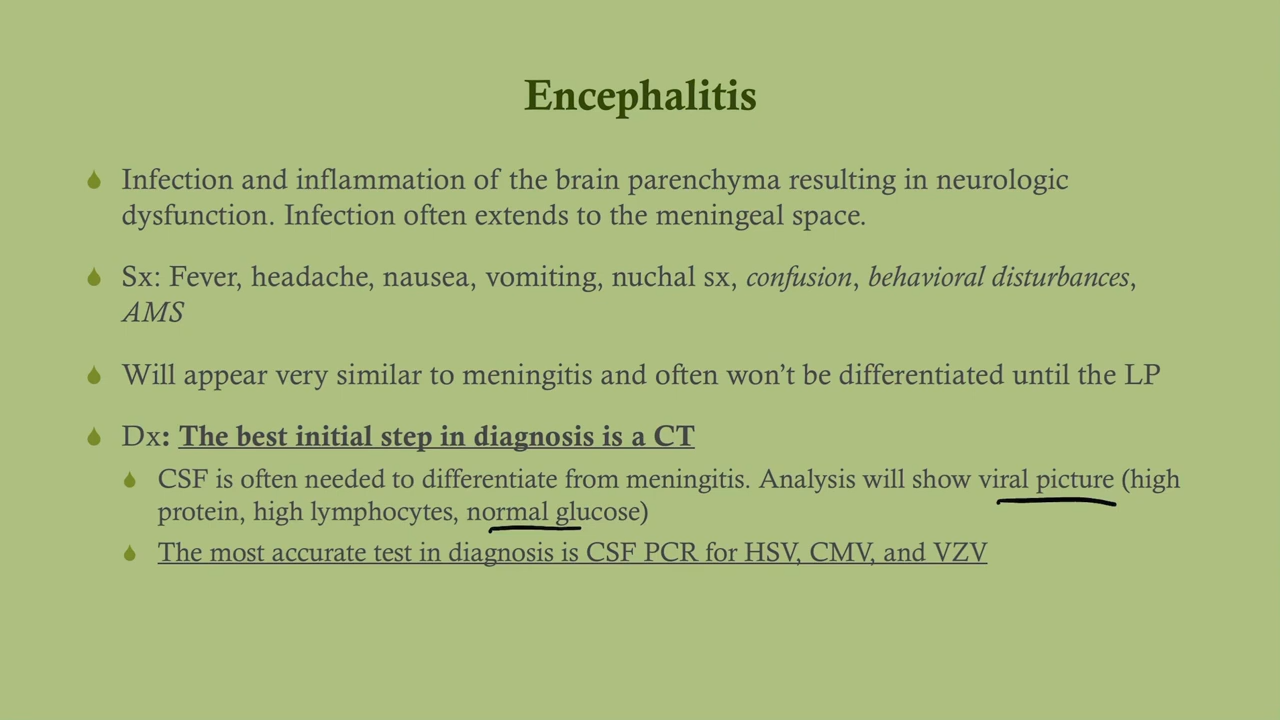 Encephalitis
Infection and inflammation of the brain parenchyma resulting in neurologic
dysfunction. Infection often extends to the meningeal space.
Sx: Fever, headache, nausea, vomiting, nuchal sx, confusion, behavioral disturbances,
AMS
Will appear very similar to meningitis and often won't be differentiated until the LP
Dx: The best initial step in diagnosis is a CT
CSF is often needed to differentiate from meningitis. Analysis will show viral picture (high
protein, high lymphocytes, normal glucose)
The most accurate test in diagnosis is CSF PCR for HSV, CMV, and VZV